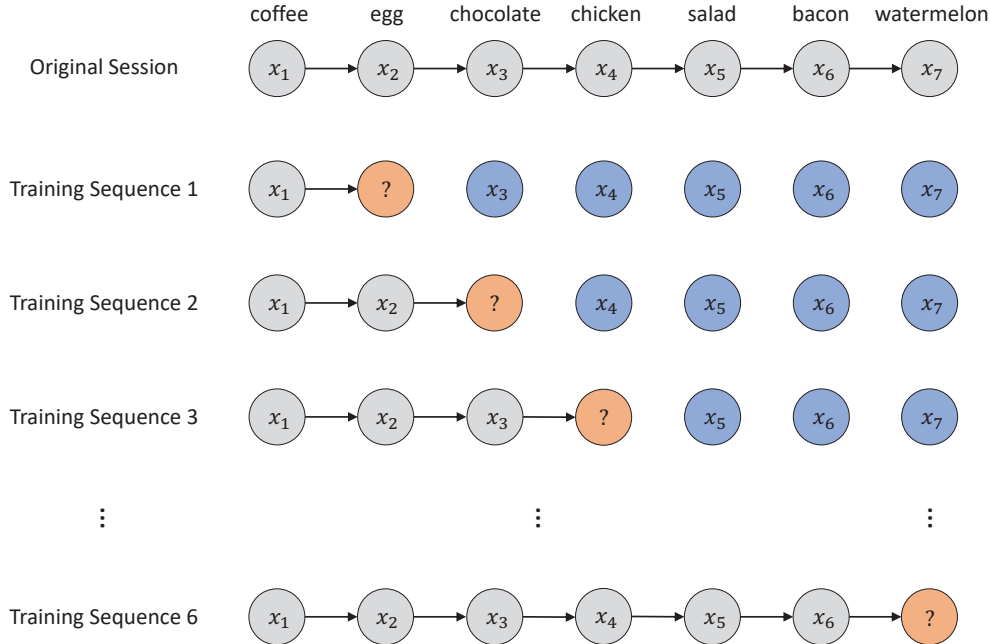 coffee egg chocolate chicken salad bacon watermelon
Original Session x₁ x₂ x₃ x₄ x₅ x₆ x₇
Training Sequence 1 x₁ ? x₃ x₄ x₅ x₆ x₇
Training Sequence 2 x₁ x₂ ? x₄ x₅ x₆ x₇
Training Sequence 3 x₁ x₂ x₃ ? x₅ x₆ x₇
⋮ ⋮ ⋮
Training Sequence 6 x₁ x₂ x₃ x₄ x₅ x₆ ?